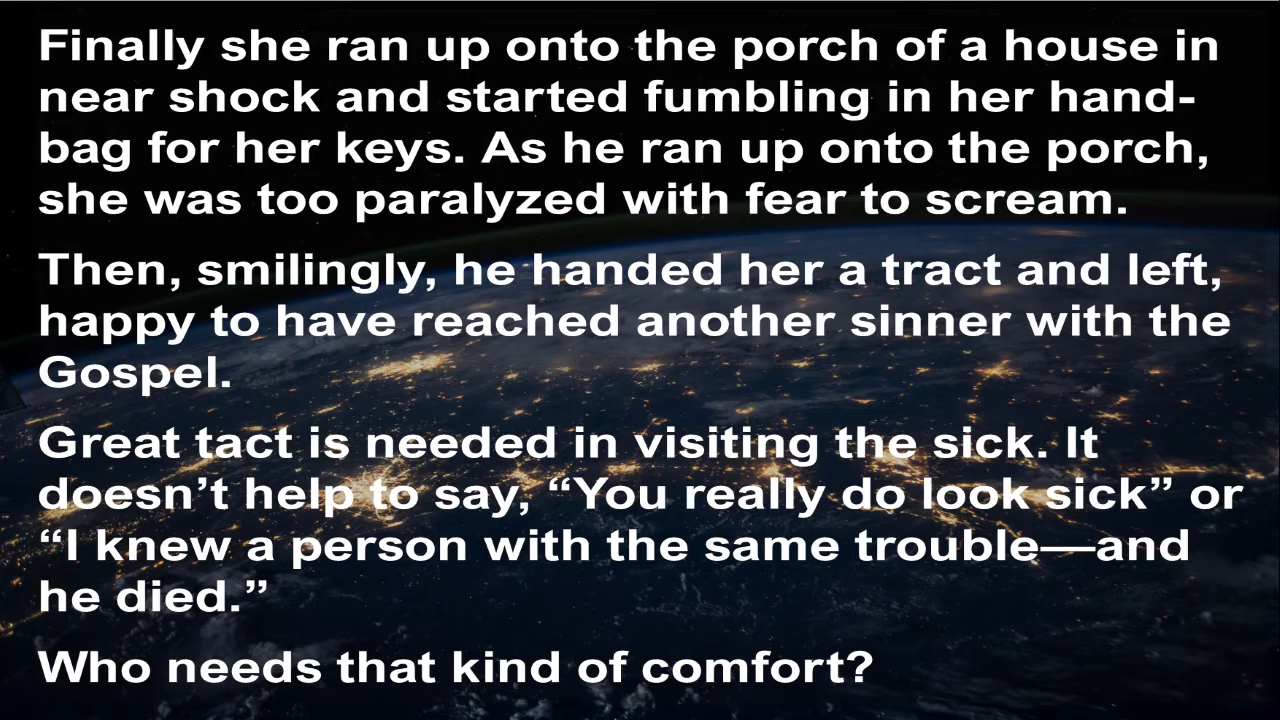 Finally she ran up onto the porch of a house in
near shock and started fumbling in her hand-
bag for her keys. As he ran up onto the porch,
she was too paralyzed with fear to scream.
Then, smilingly, he handed her a tract and left,
happy to have reached another sinner with the
Gospel.
Great tact is needed in visiting the sick. It
doesn’t help to say, “You really do look sick” or
“I knew a person with the same trouble—and
he died.”
Who needs that kind of comfort?